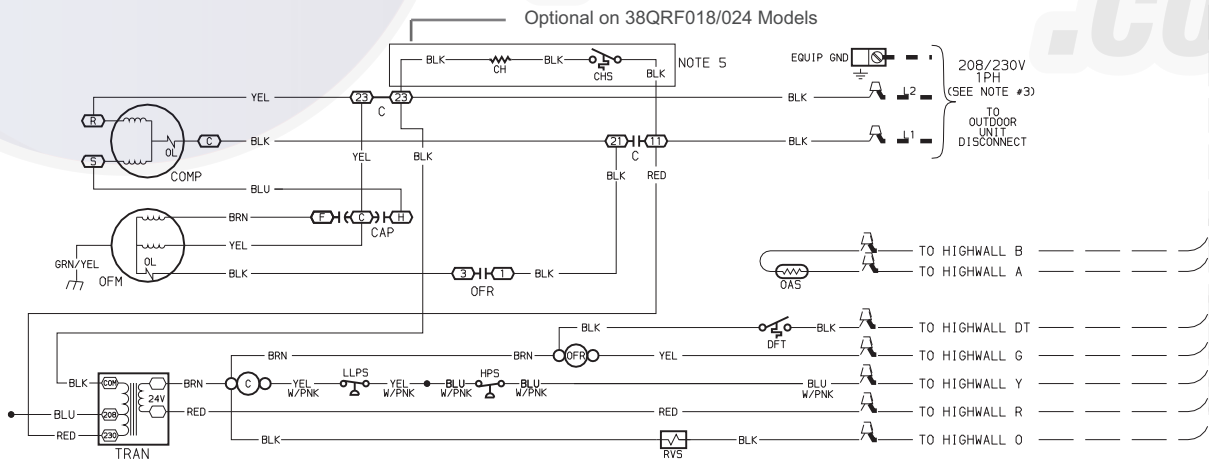 Optional on 38QRF018/024 Models
BLK CH BLK CHS BLK NOTE 5
EQUIP GND
208/230V
1PH
(SEE NOTE #3)
TO
OUTDOOR
UNIT
DISCONNECT
YEL 23 23 BLK L2
C
R
C BLK 21 11 BLK L1
OL C
S
COMP
YEL BLK BLK RED
BLU
BRN F C H
CAP
YEL
OL
BLK 3 1 BLK
OFR
GRN/YEL
OFM
TO HIGHWALL B
TO HIGHWALL A
OAS
BLK DFT BLK TO HIGHWALL DT
BRN BRN OFR YEL TO HIGHWALL G
BLK COM BRN C YEL W/PNK LLPS YEL W/PNK BLU W/PNK HPS BLU W/PNK BLU W/PNK TO HIGHWALL Y
24V
BLU 208 RED RED TO HIGHWALL R
RED 230 BLK RVS BLK TO HIGHWALL O
TRAN